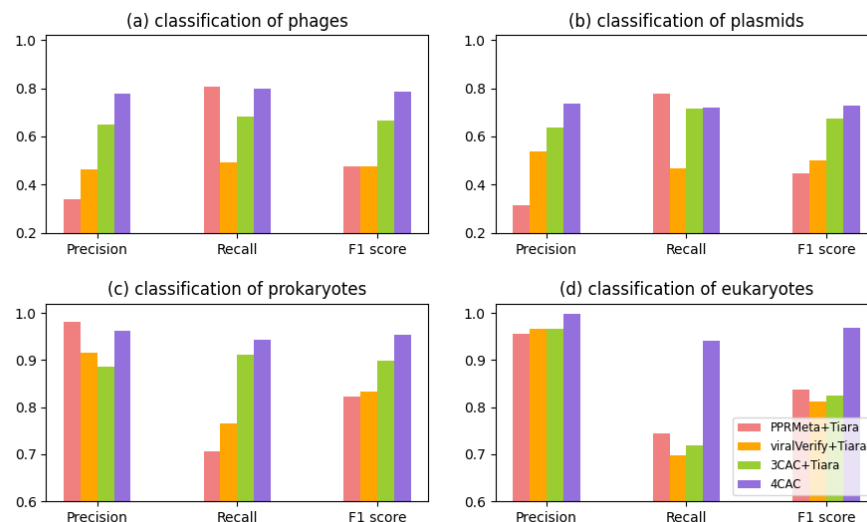 (a) classification of phages
1.0
0.8
0.6
0.4
0.2
Precision Recall F1 score
(b) classification of plasmids
1.0
0.8
0.6
0.4
0.2
Precision Recall F1 score
(c) classification of prokaryotes
1.0
0.9
0.8
0.7
0.6
Precision Recall F1 score
(d) classification of eukaryotes
1.0
0.9
0.8
0.7
0.6
PPRMeta+Tiara
viralVerify+Tiara
3CAC+Tiara
4CAC
Precision Recall F1 score